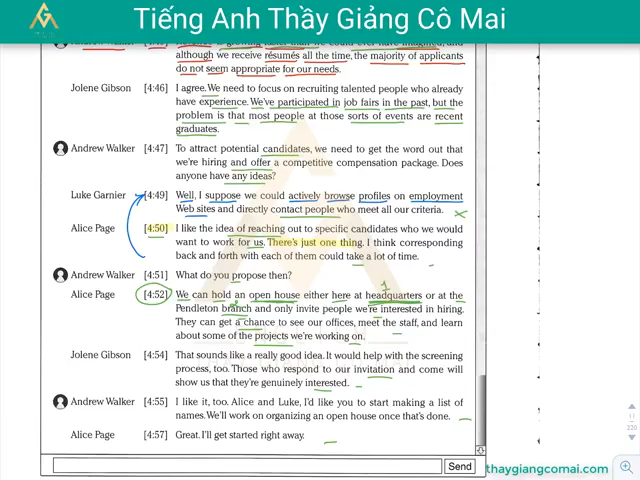 Tiếng Anh Thầy Giảng Cô Mai
although we receive résumés all the time, the majority of applicants
do not seem appropriate for our needs.
Jolene Gibson [4:46] I agree. We need to focus on recruiting talented people who already
have experience. We've participated in job fairs in the past, but the
problem is that most people at those sorts of events are recent
graduates.
Andrew Walker [4:47] To attract potential candidates, we need to get the word out that
we're hiring and offer a competitive compensation package. Does
anyone have any ideas?
Luke Garnier [4:49] Well, I suppose we could actively browse profiles on employment
Web sites and directly contact people who meet all our criteria.
Alice Page [4:50] I like the idea of reaching out to specific candidates who we would
want to work for us. There's just one thing. I think corresponding
back and forth with each of them could take a lot of time.
Andrew Walker [4:51] What do you propose then?
Alice Page [4:52] We can hold an open house either here at headquarters or at the
Pendleton branch and only invite people we're interested in hiring.
They can get a chance to see our offices, meet the staff, and learn
about some of the projects we're working on.
Jolene Gibson [4:54] That sounds like a really good idea. It would help with the screening
process, too. Those who respond to our invitation and come will
show us that they're genuinely interested.
Andrew Walker [4:55] I like it, too. Alice and Luke, I'd like you to start making a list of
names. We'll work on organizing an open house once that's done.
Alice Page [4:57] Great. I'll get started right away.
Send
thaygiangcomai.com
220